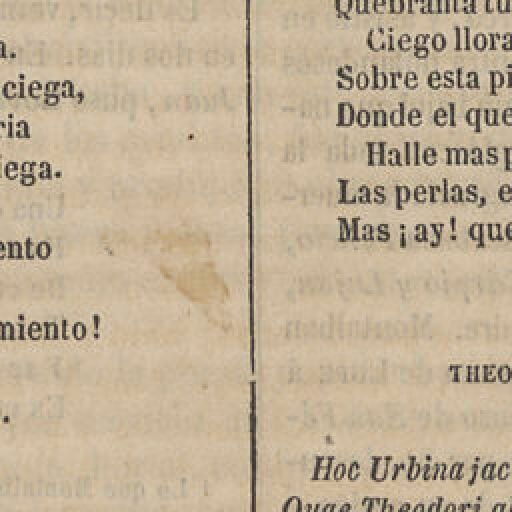 a.
ciega,
ria
iega.
ento
miento!
.
Quebranta tu
Ciego llora
Sobre esta pi
Donde el que
Halle mas p
Las perlas, e
Mas ¡ay! que
THEO
Hoc Urbina jac
Quae Theodori al